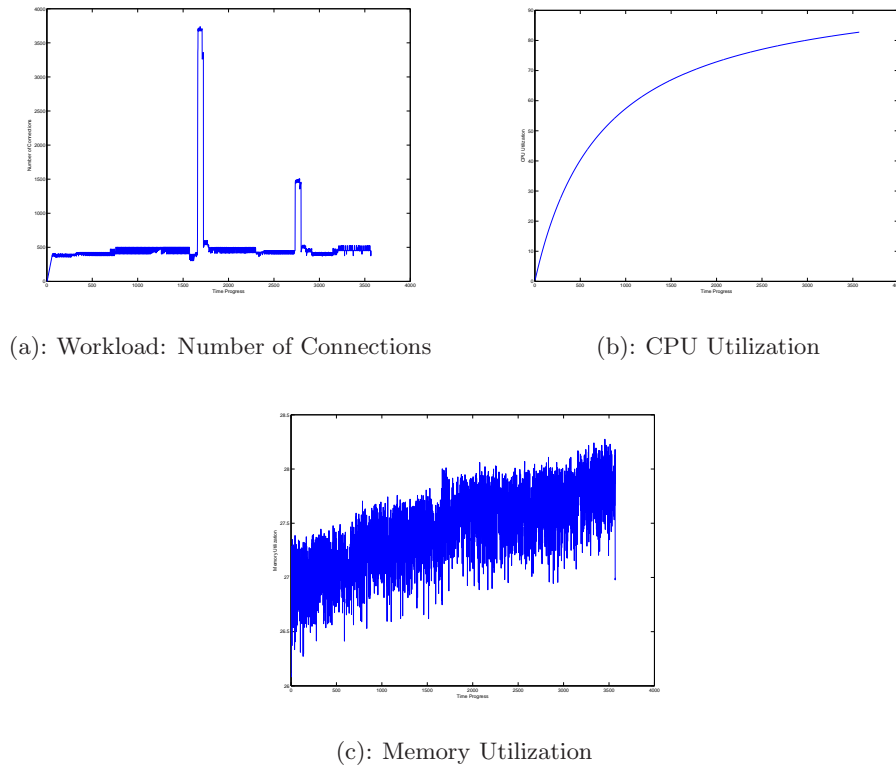 4000
3500
3000
2500
2000
1500
1000
500
0
Number of Connections
0 500 1000 1500 2000 2500 3000 3500 4000
Time Progress
(a): Workload: Number of Connections
90
80
70
60
50
40
30
20
10
0
CPU Utilization
0 500 1000 1500 2000 2500 3000 3500 4000
Time Progress
(b): CPU Utilization
28.5
28
27.5
27
26.5
26
Memory Utilization
0 500 1000 1500 2000 2500 3000 3500 4000
Time Progress
(c): Memory Utilization